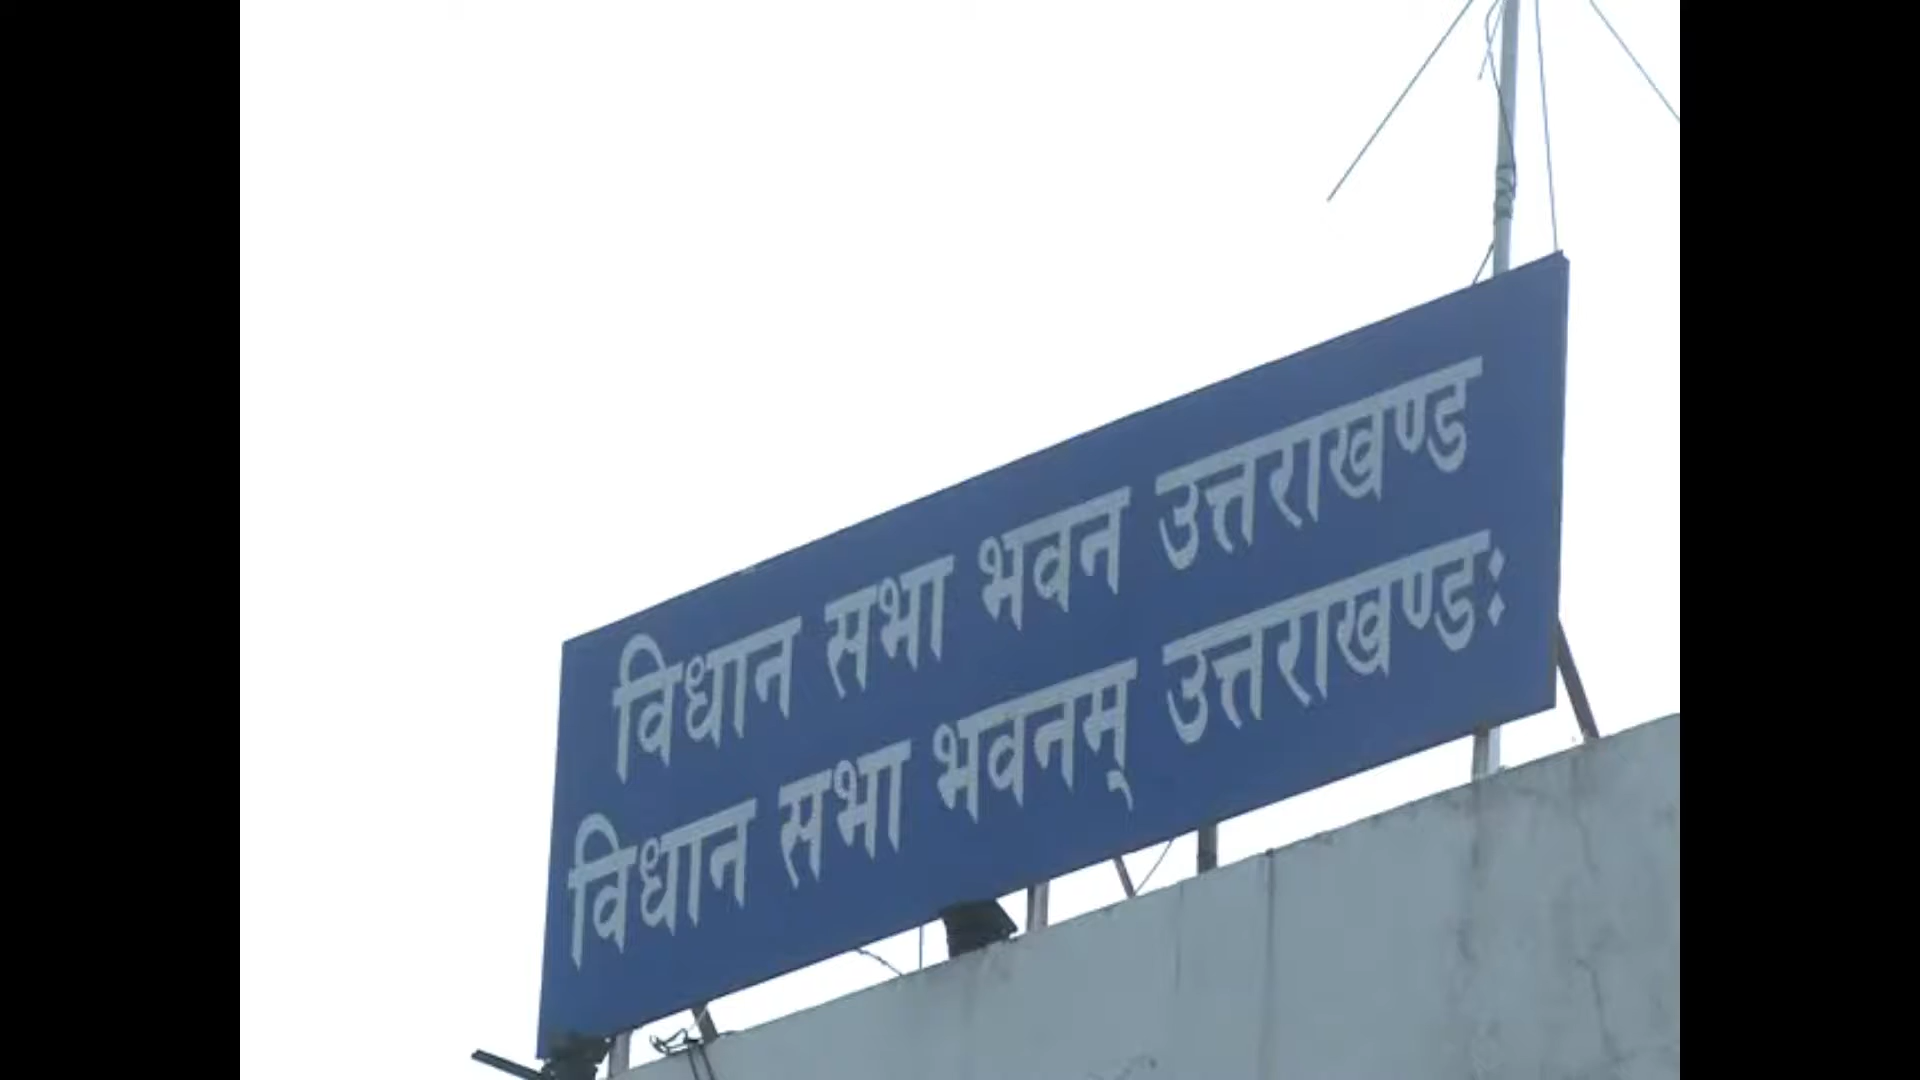 विधान सभा भवन उत्तराखण्ड
विधान सभा भवनम् उत्तराखण्डः